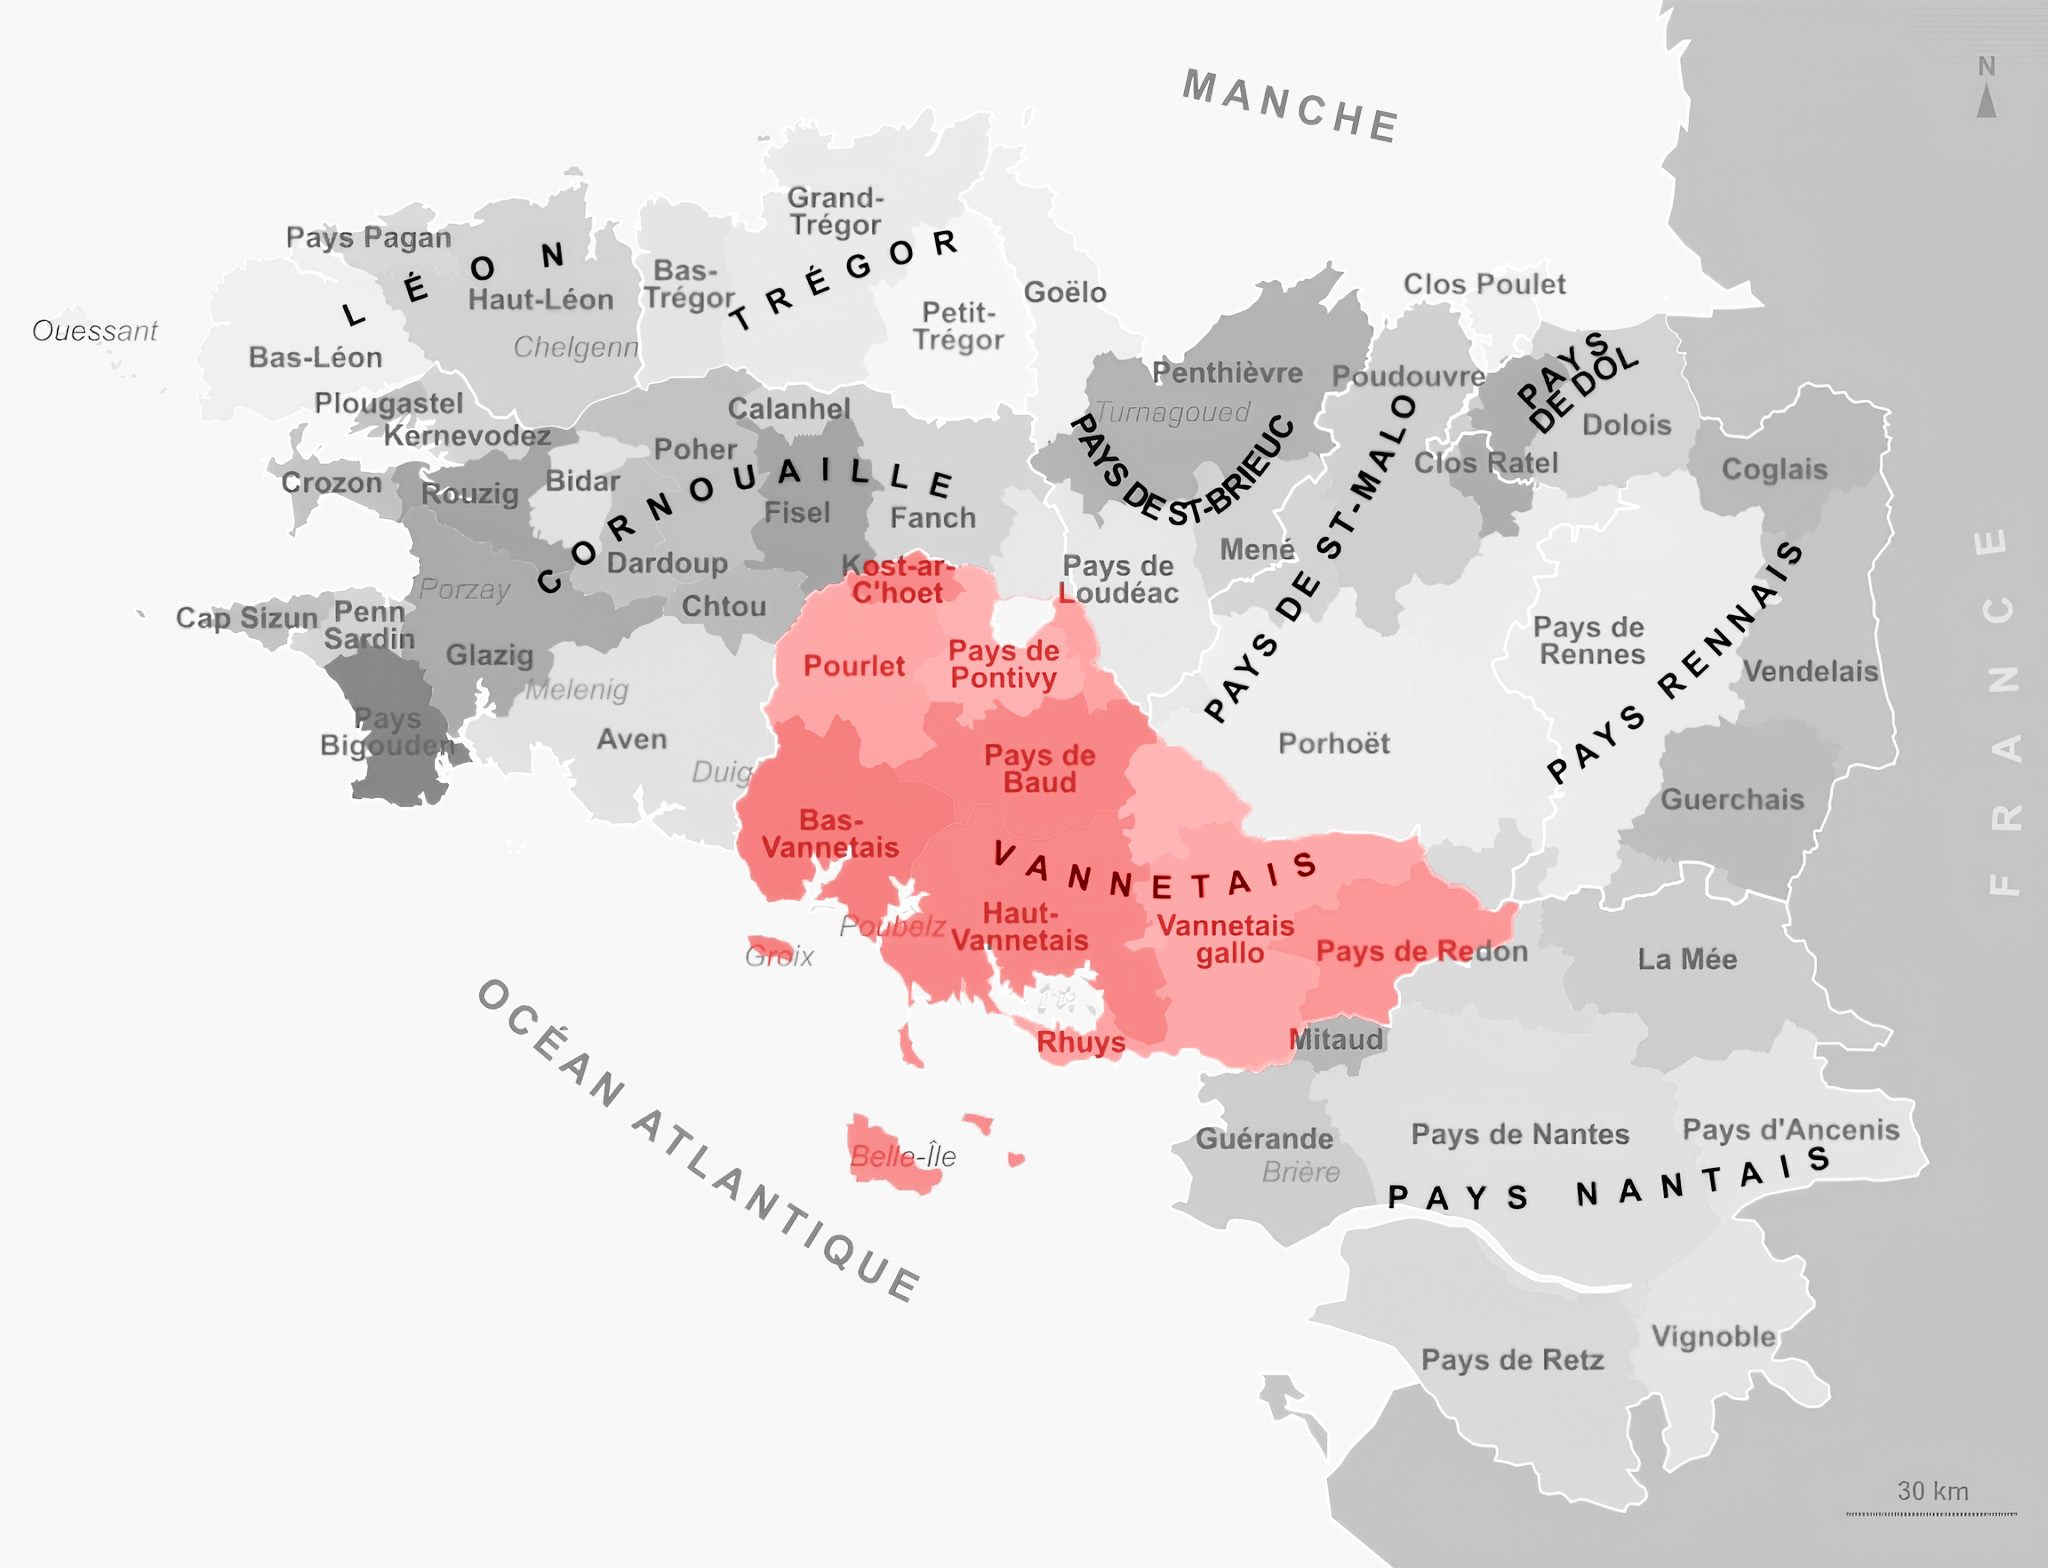 MANCHE
N
Grand-
Trégor
Pays Pagan
LÉON
TRÉGOR
Haut-Léon
Bas-
Trégor
Goëlo
Clos Poulet
Petit-
Trégor
Ouessant
Chelgenn
Bas-Léon
PAYS
DE DOL
Penthièvre
Poudouvre
Plougastel
Calanhel
Turnagoued
Dolois
Kernevodez
Poher
CORNOUAILLE
PAYS DE ST-BRIEUC
PAYS DE ST-MALO
Clos Ratel
Coglais
Crozon
Rouzig
Bidar
Fisel
Fanch
Mené
Dardoup
Kost-ar-
C'hoet
Pays de
Loudéac
PAYS RENNAIS
FRANCE
Porzay
Cap Sizun
Penn
Sardin
Chtou
Pays de
Rennes
Glazig
Pourlet
Pays de
Pontivy
Vendelais
Melenig
Pays
Bigouden
Aven
Porhoët
Duig
Pays de
Baud
Guerchais
Bas-
Vannetais
VANNETAIS
Haut-
Vannetais
Vannetais
gallo
Poubelz
Groix
Pays de Redon
La Mée
OCÉAN ATLANTIQUE
Rhuys
Mitaud
Guérande
Pays de Nantes
Pays d'Ancenis
Belle-Île
Brière
PAYS NANTAIS
Pays de Retz
Vignoble
30 km